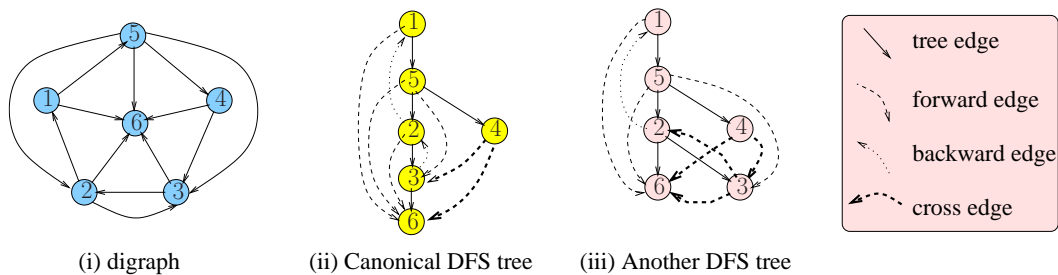 5
1
4
6
2
3
(i) digraph
1
5
2
4
3
6
(ii) Canonical DFS tree
1
5
2
4
6
3
(iii) Another DFS tree
tree edge
forward edge
backward edge
cross edge